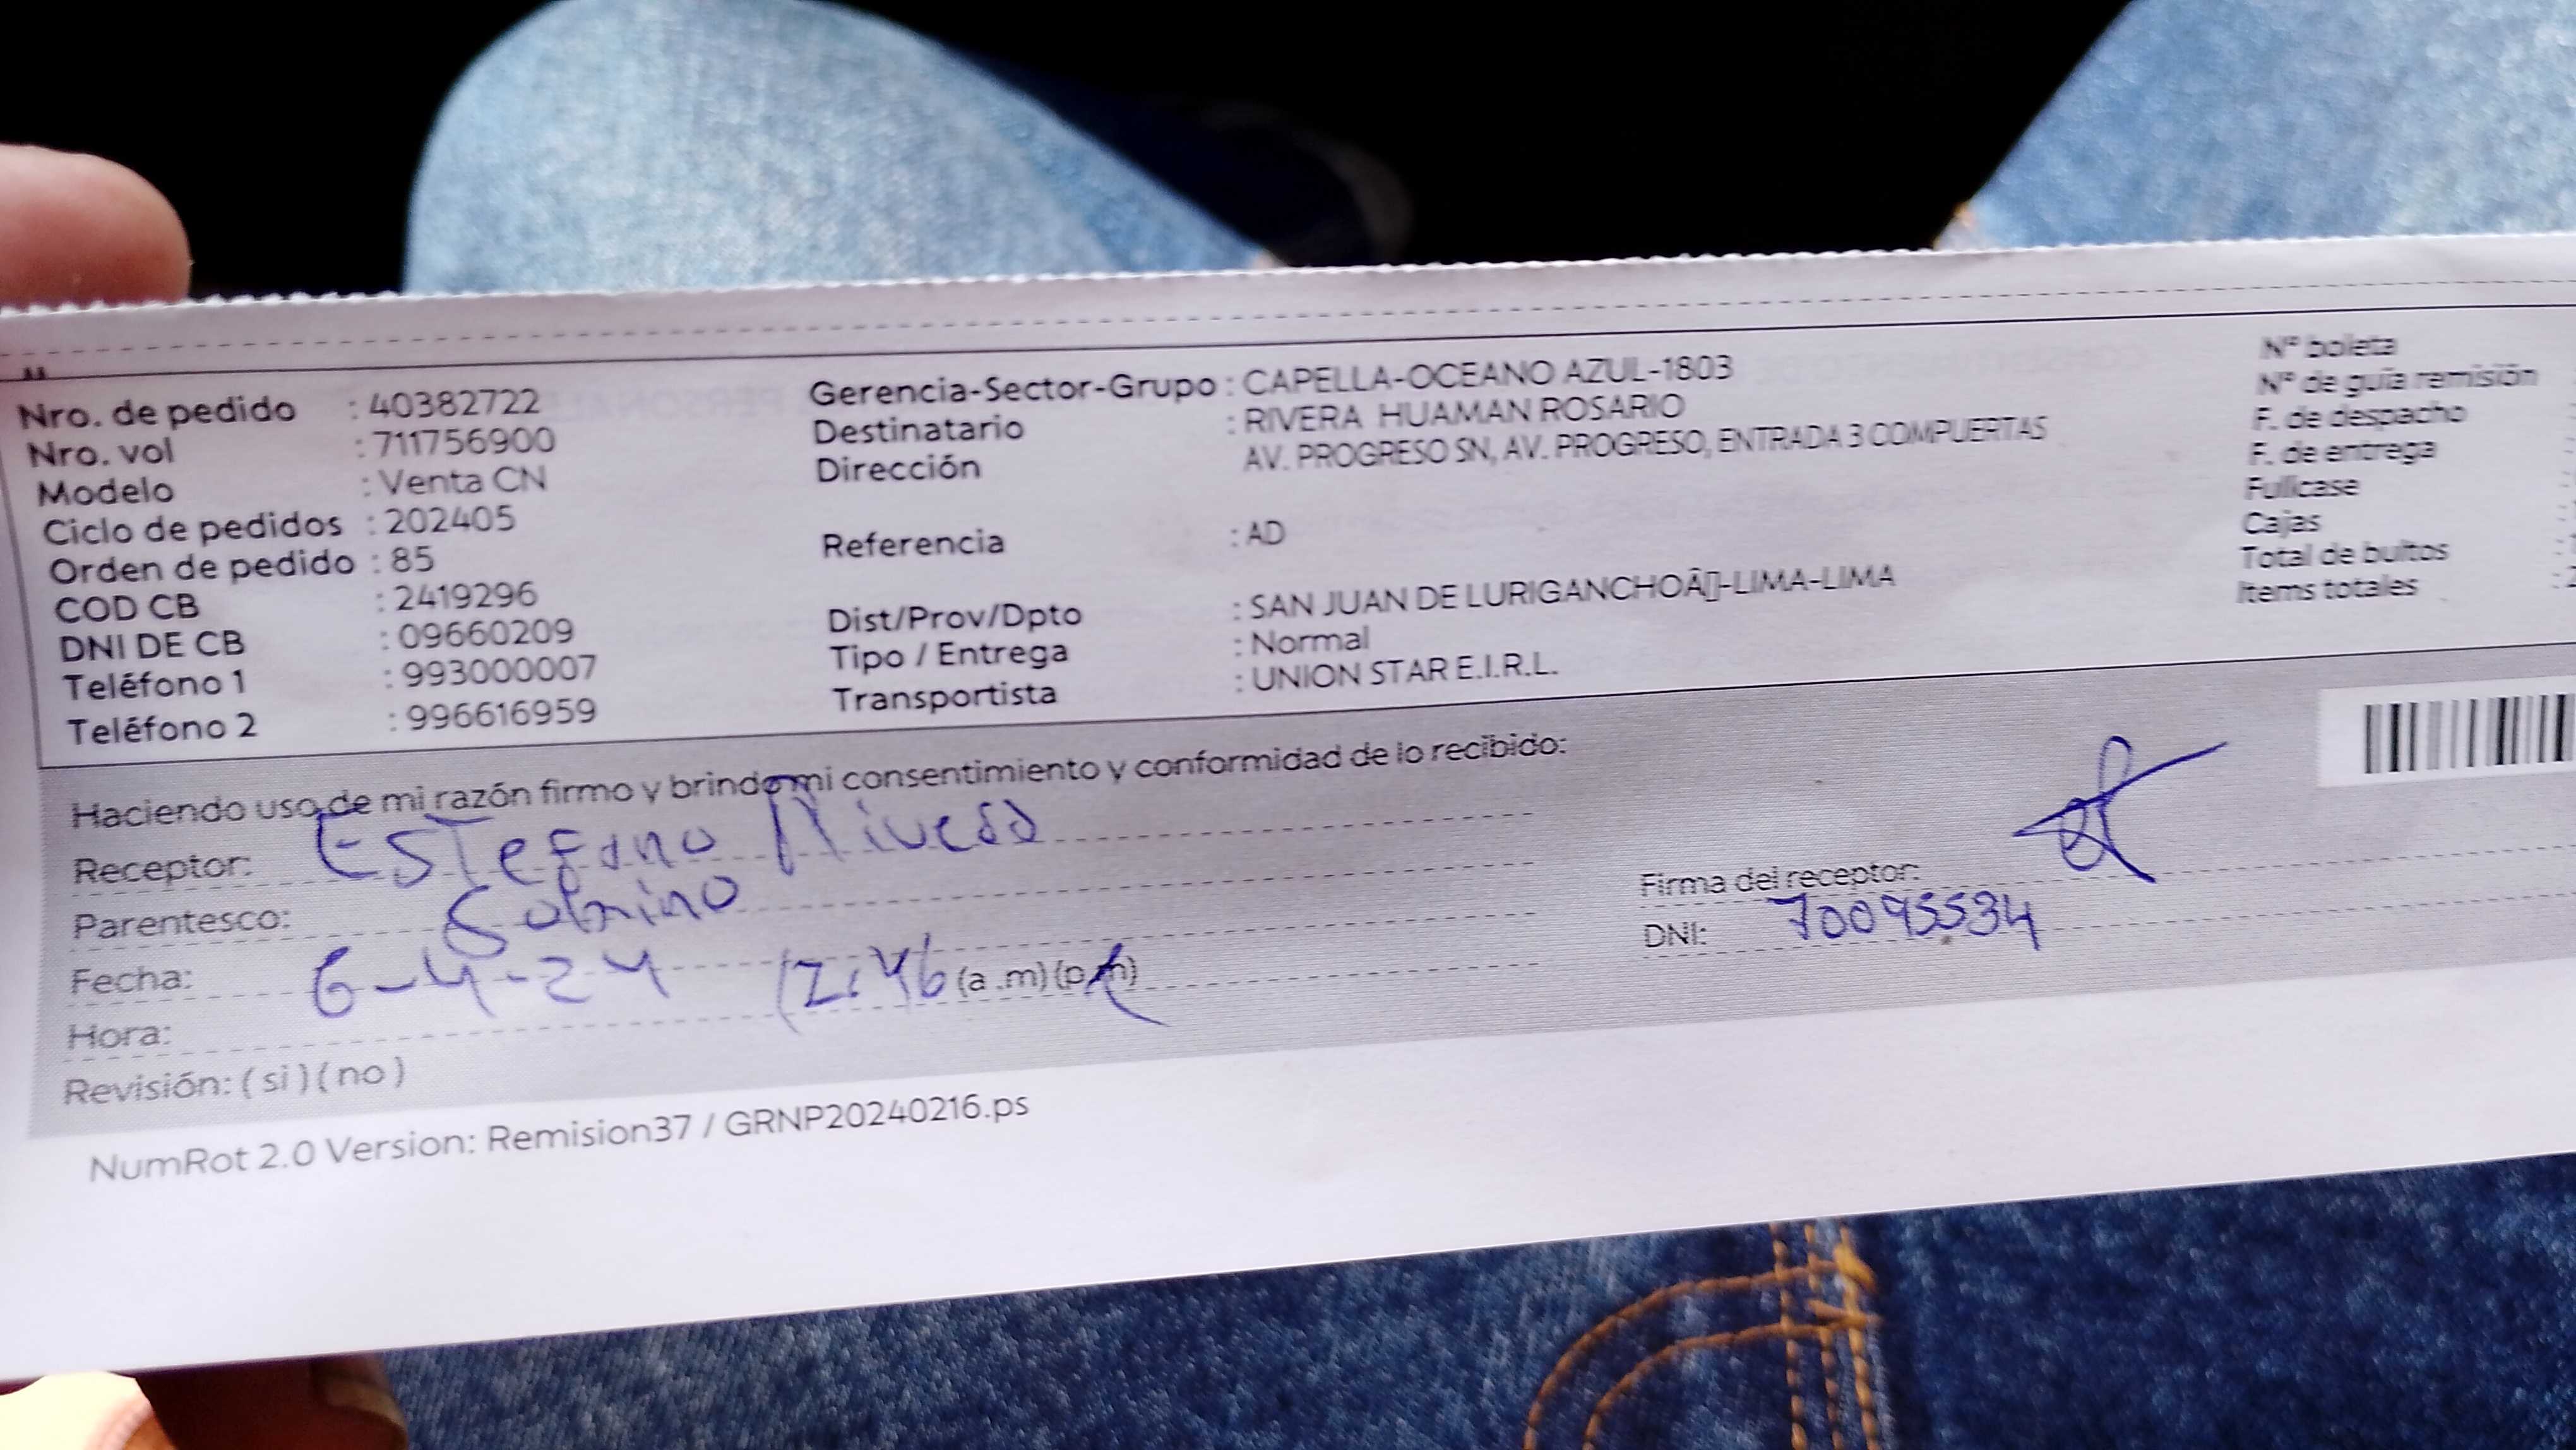 Nro. de pedido : 40382722
Nro. vol : 711756900
Modelo : Venta CN
Ciclo de pedidos : 202405
Orden de pedido : 85
COD CB : 2419296
DNI DE CB : 09660209
Teléfono 1 : 993000007
Teléfono 2 : 996616959
Gerencia-Sector-Grupo : CAPELLA-OCEANO AZUL-1803
Destinatario : RIVERA HUAMAN ROSARIO
Dirección AV. PROGRESO SN, AV. PROGRESO, ENTRADA 3 COMPUERTAS
Referencia : AD
Dist/Prov/Dpto : SAN JUAN DE LURIGANCHOÂ[]-LIMA-LIMA
Tipo / Entrega : Normal
Transportista : UNION STAR E.I.R.L.
N° boleta
N° de guía remisión
F. de despacho
F. de entrega
Fullcase
Cajas
Total de bultos
Items totales
Haciendo uso de mi razón firmo y brindo mi consentimiento y conformidad de lo recibido:
Receptor: Estefano
Parentesco: Sobrino
Fecha: 6-4-24 12:46 (a .m) (p.m)
Hora:
Revisión: ( si ) ( no )
Firma del receptor:
DNI: 70095534
NumRot 2.0 Version: Remision37 / GRNP20240216.ps